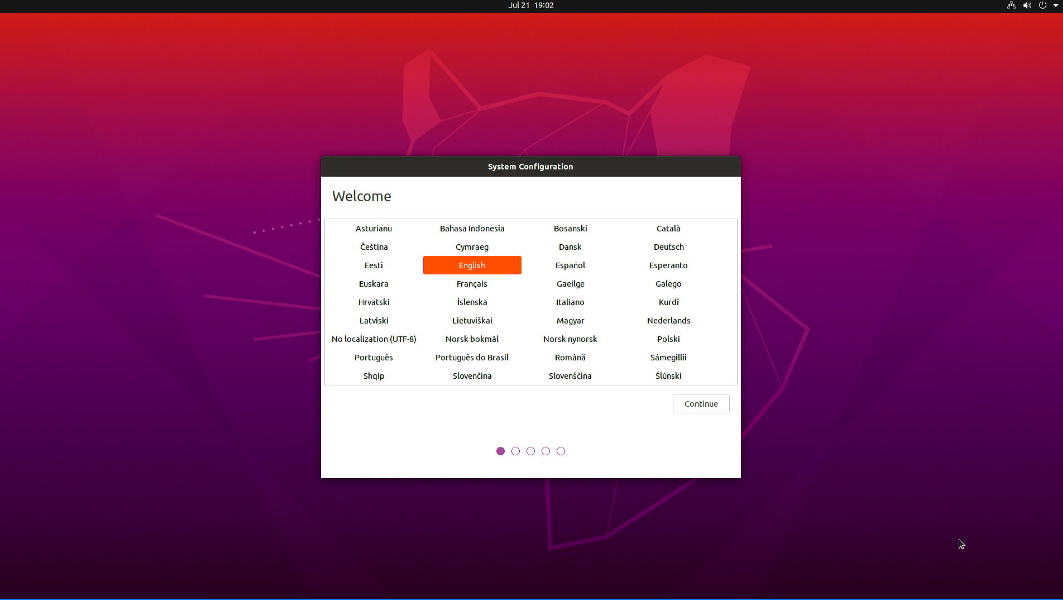 Jul 21 19:02
System Configuration
Welcome
Asturianu Bahasa Indonesia Bosanski Català
Čeština Cymraeg Dansk Deutsch
Eesti English Español Esperanto
Euskara Français Gaeilge Galego
Hrvatski Íslenska Italiano Kurdî
Latviski Lietuviškai Magyar Nederlands
No localization (UTF-8) Norsk bokmål Norsk nynorsk Polski
Português Português do Brasil Română Sámegillii
Shqip Slovenčina Slovenščina Ślůnski
Continue